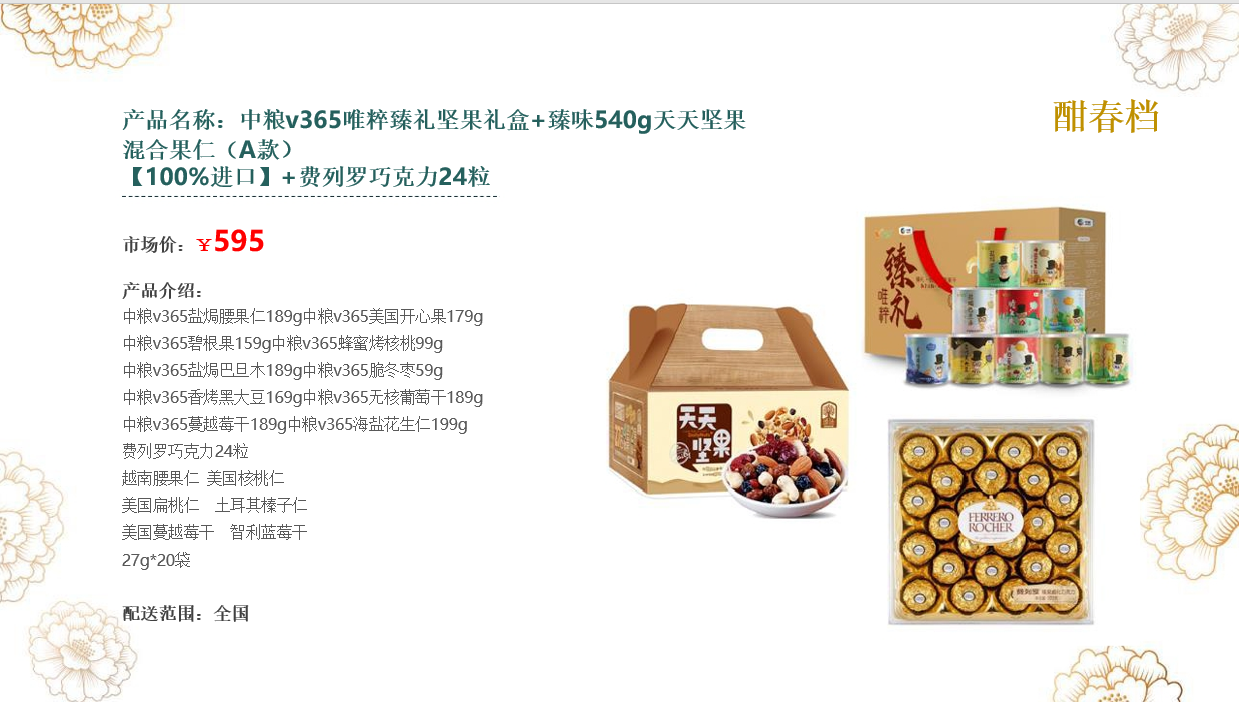 酣春档
产品名称：中粮v365唯粹臻礼坚果礼盒+臻味540g天天坚果
混合果仁（A款）
【100%进口】+费列罗巧克力24粒
市场价：￥595
产品介绍：
中粮v365盐焗腰果仁189g中粮v365美国开心果179g
中粮v365碧根果159g中粮v365蜂蜜烤核桃99g
中粮v365盐焗巴旦木189g中粮v365脆冬枣59g
中粮v365香烤黑大豆169g中粮v365无核葡萄干189g
中粮v365蔓越莓干189g中粮v365海盐花生仁199g
费列罗巧克力24粒
越南腰果仁 美国核桃仁
美国扁桃仁 土耳其榛子仁
美国蔓越莓干 智利蓝莓干
27g*20袋
配送范围：全国
臻礼
唯粹
天天
坚果
FERRERO
ROCHER
费列罗